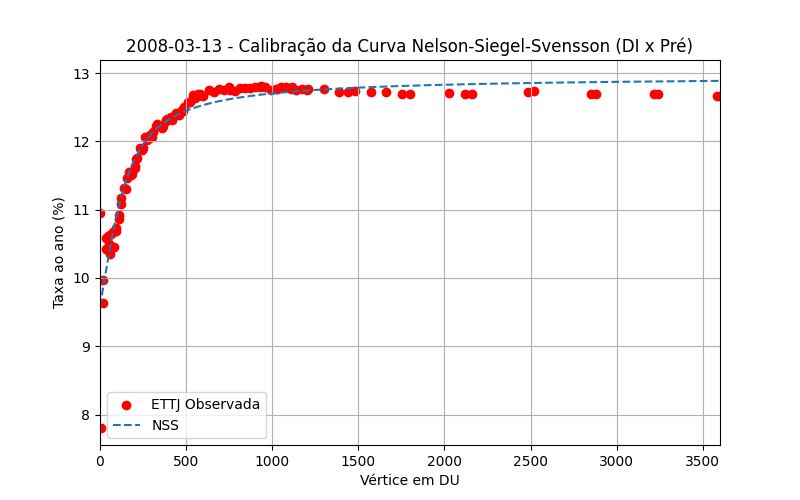 2008-03-13 - Calibração da Curva Nelson-Siegel-Svensson (DI x Pré)
Taxa ao ano (%)
13
12
11
10
9
8
ETTJ Observada
NSS
0 500 1000 1500 2000 2500 3000 3500
Vértice em DU